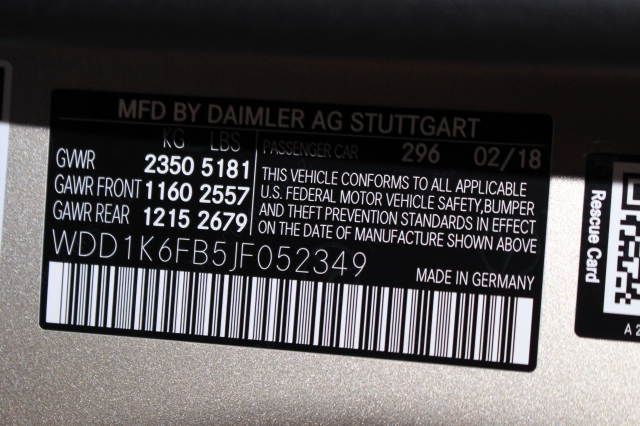 MFD BY DAIMLER AG STUTTGART
KG LBS
GVWR 2350 5181
GAWR FRONT 1160 2557
GAWR REAR 1215 2679
PASSENGER CAR 296 02/18
THIS VEHICLE CONFORMS TO ALL APPLICABLE
U.S. FEDERAL MOTOR VEHICLE SAFETY,BUMPER
AND THEFT PREVENTION STANDARDS IN EFFECT
ON THE DATE OF MANUFACTURE SHOWN ABOVE
WDD1K6FB5JF052349
MADE IN GERMANY
Rescue Card
A 2